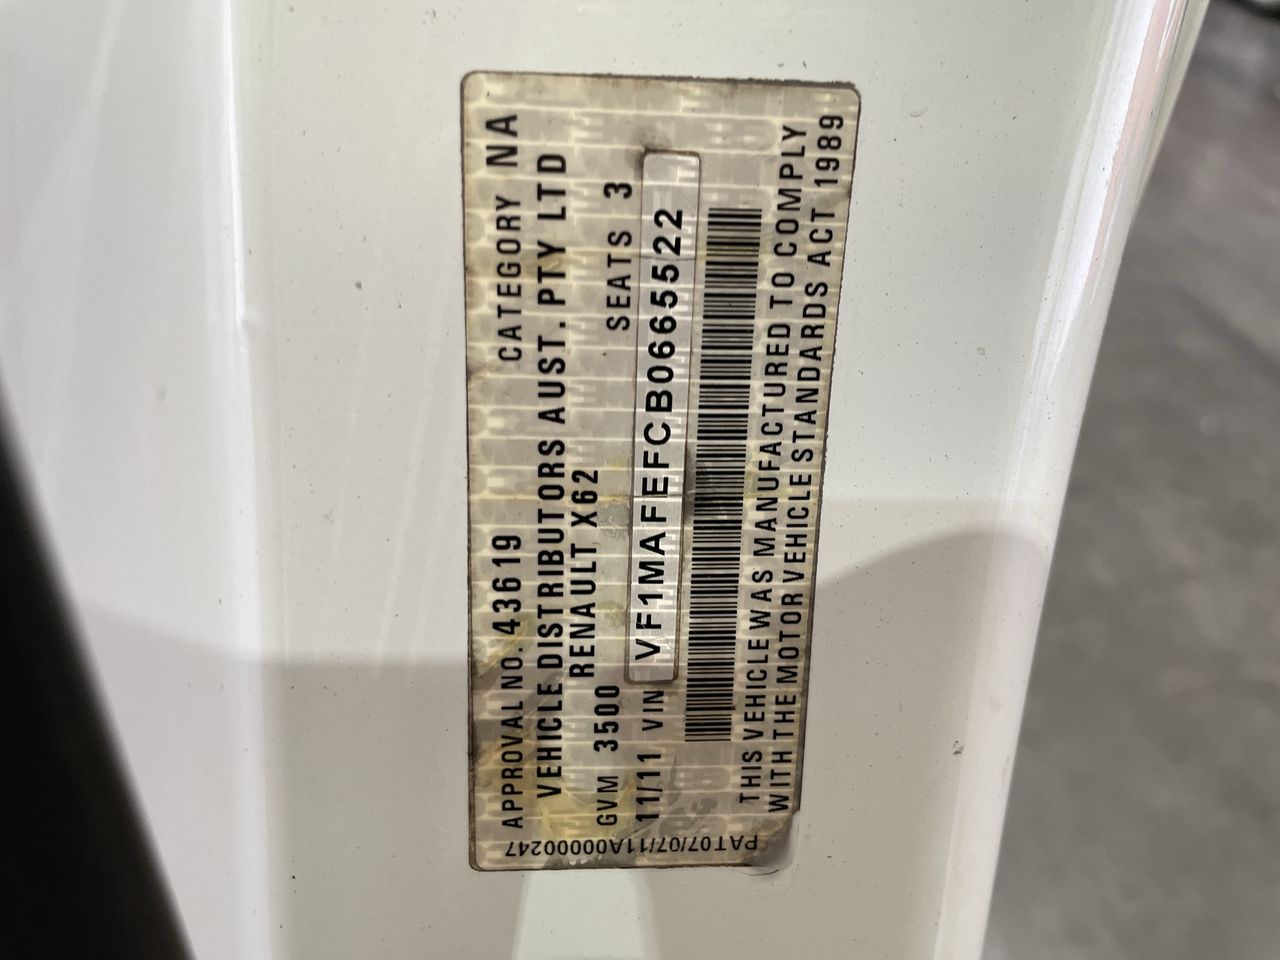 APPROVAL NO. 43619 CATEGORY NA
VEHICLE DISTRIBUTORS AUST. PTY LTD
RENAULT X62
GVM 3500 SEATS 3
11/11 VIN VF1MAFEFCB0665522
THIS VEHICLE WAS MANUFACTURED TO COMPLY
WITH THE MOTOR VEHICLE STANDARDS ACT 1989
PAT07/07/111A00000247